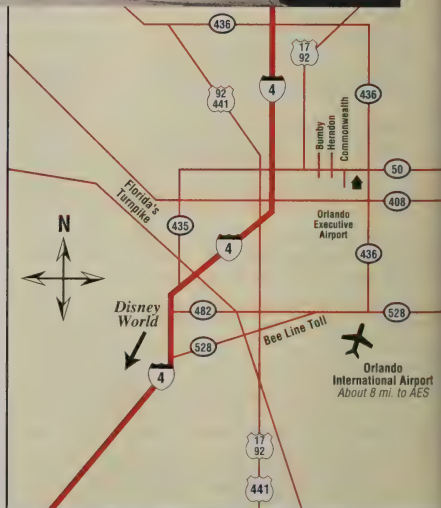 436
17
92
4
436
92
441
Bumby
Herndon
Commonwealth
50
Florida's
Turnpike
408
435
Orlando
Executive
Airport
N
4
436
Disney
World
482
528
Bee Line Toll
528
4
Orlando
International Airport
About 8 mi. to AES
17
92
441